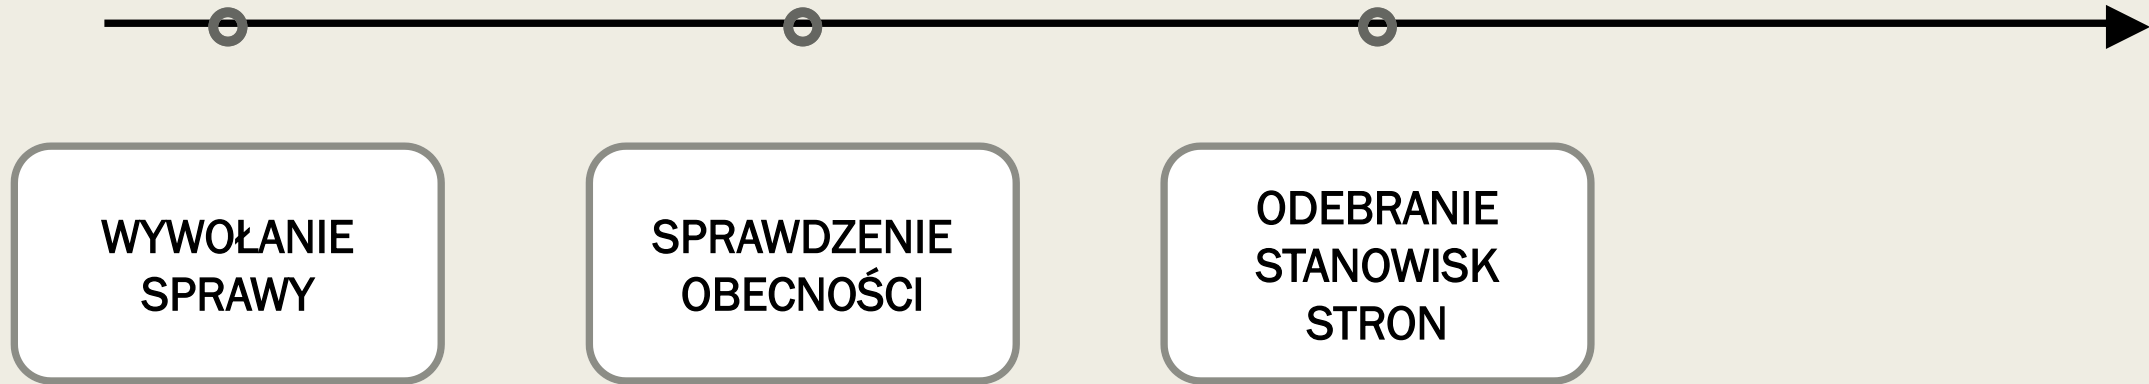 WYWOŁANIE
SPRAWY
SPRAWDZENIE
OBECNOŚCI
ODEBRANIE
STANOWISK
STRON